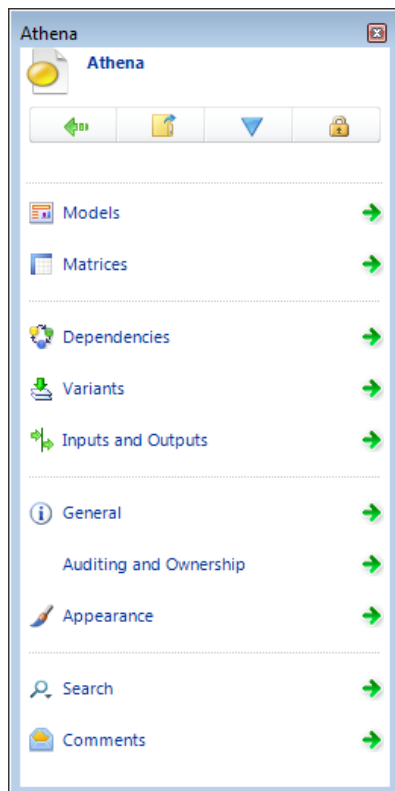 Athena
Athena
Models
Matrices
Dependencies
Variants
Inputs and Outputs
General
Auditing and Ownership
Appearance
Search
Comments